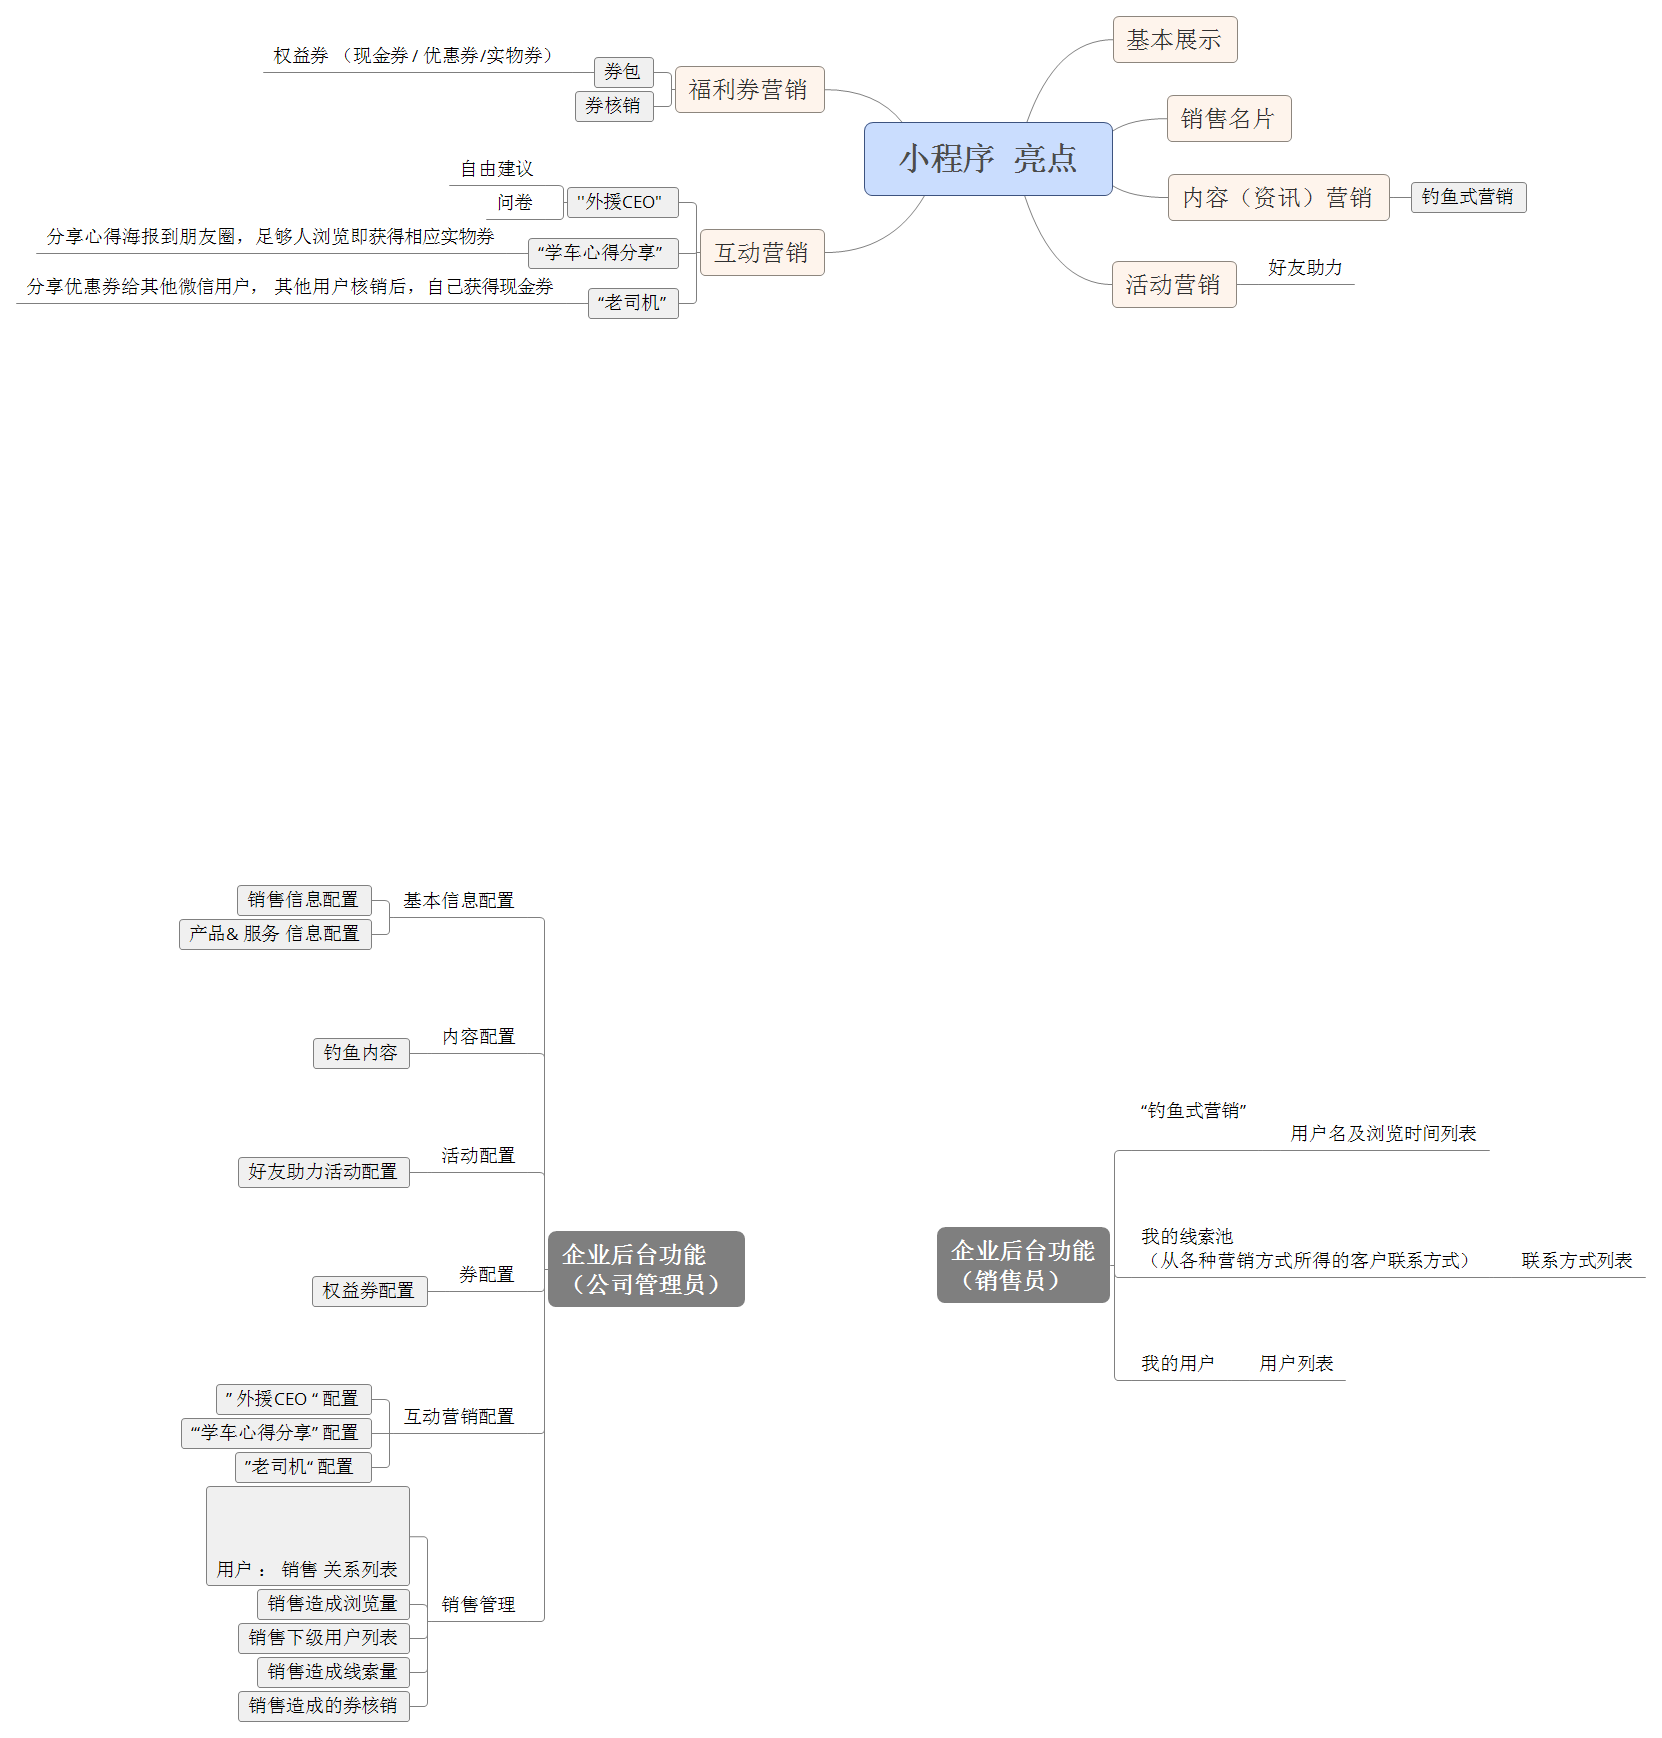 小程序  亮点
基本展示
销售名片
内容（资讯）营销
钓鱼式营销
活动营销
好友助力
福利券营销
券包
权益券 （现金券 / 优惠券/实物券）
券核销
互动营销
"外援CEO"
自由建议
问卷
“学车心得分享”
分享心得海报到朋友圈，足够人浏览即获得相应实物券
“老司机”
分享优惠券给其他微信用户， 其他用户核销后，自己获得现金券
企业后台功能
（公司管理员）
基本信息配置
销售信息配置
产品& 服务 信息配置
内容配置
钓鱼内容
活动配置
好友助力活动配置
券配置
权益券配置
互动营销配置
” 外援CEO “ 配置
“‘学车心得分享” 配置
”老司机“ 配置
销售管理
用户 ： 销售 关系列表
销售造成浏览量
销售下级用户列表
销售造成线索量
销售造成的券核销
企业后台功能
（销售员）
“钓鱼式营销”
用户名及浏览时间列表
我的线索池
（从各种营销方式所得的客户联系方式）
联系方式列表
我的用户
用户列表